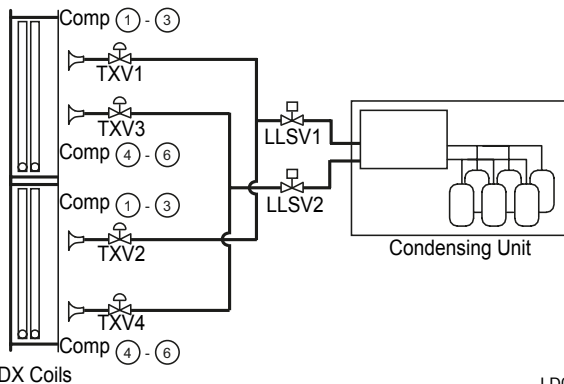 Comp 1 - 3
TXV1
TXV3
LLSV1
Comp 4 - 6
Comp 1 - 3
LLSV2
TXV2
Condensing Unit
TXV4
Comp 4 - 6
DX Coils